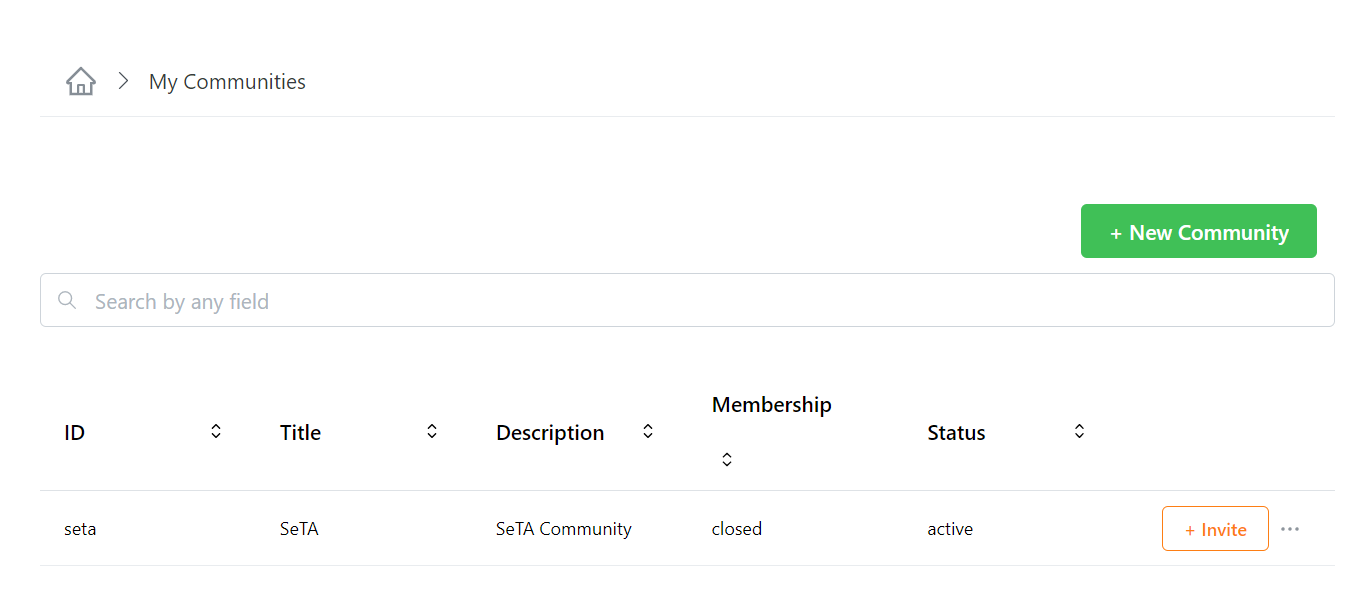 My Communities
+ New Community
Search by any field
ID Title Description Membership Status
seta SeTA SeTA Community closed active + Invite